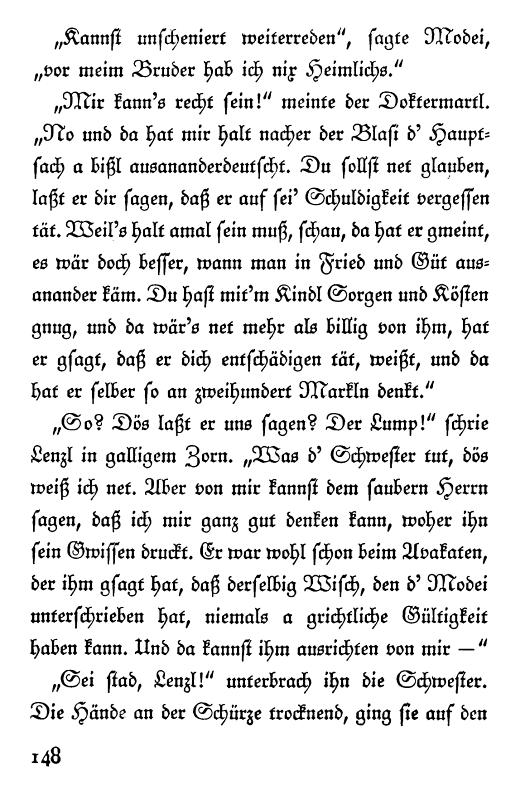 „Kannst unscheniert weiterreden“, sagte Modei,
„vor meim Bruder hab ich nix Heimlichs.“
„Mir kann's recht sein!“ meinte der Doktermartl.
„No und da hat mir halt nacher der Blasi d' Haupt-
sach a bißl ausananderdeutscht. Du sollst net glauben,
laßt er dir sagen, daß er auf sei' Schuldigkeit vergessen
tät. Weil's halt amal sein muß, schau, da hat er gmeint,
es wär doch besser, wann man in Fried und Güt aus-
anander käm. Du hast mit'm Kindl Sorgen und Kösten
gnug, und da wär's net mehr als billig von ihm, hat
er gsagt, daß er dich entschädigen tät, weißt, und da
hat er selber so an zweihundert Markln denkt.“
„So? Dös laßt er uns sagen? Der Lump!“ schrie
Lenzl in galligem Zorn. „Was d' Schwester tut, dös
weiß ich net. Aber von mir kannst dem saubern Herrn
sagen, daß ich mir ganz gut denken kann, woher ihn
sein Gwissen druckt. Er war wohl schon beim Avakaten,
der ihm gsagt hat, daß derselbig Wisch, den d' Modei
unterschrieben hat, niemals a grichtliche Gültigkeit
haben kann. Und da kannst ihm ausrichten von mir —“
„Sei stad, Lenzl!“ unterbrach ihn die Schwester.
Die Hände an der Schürze trocknend, ging sie auf den
148